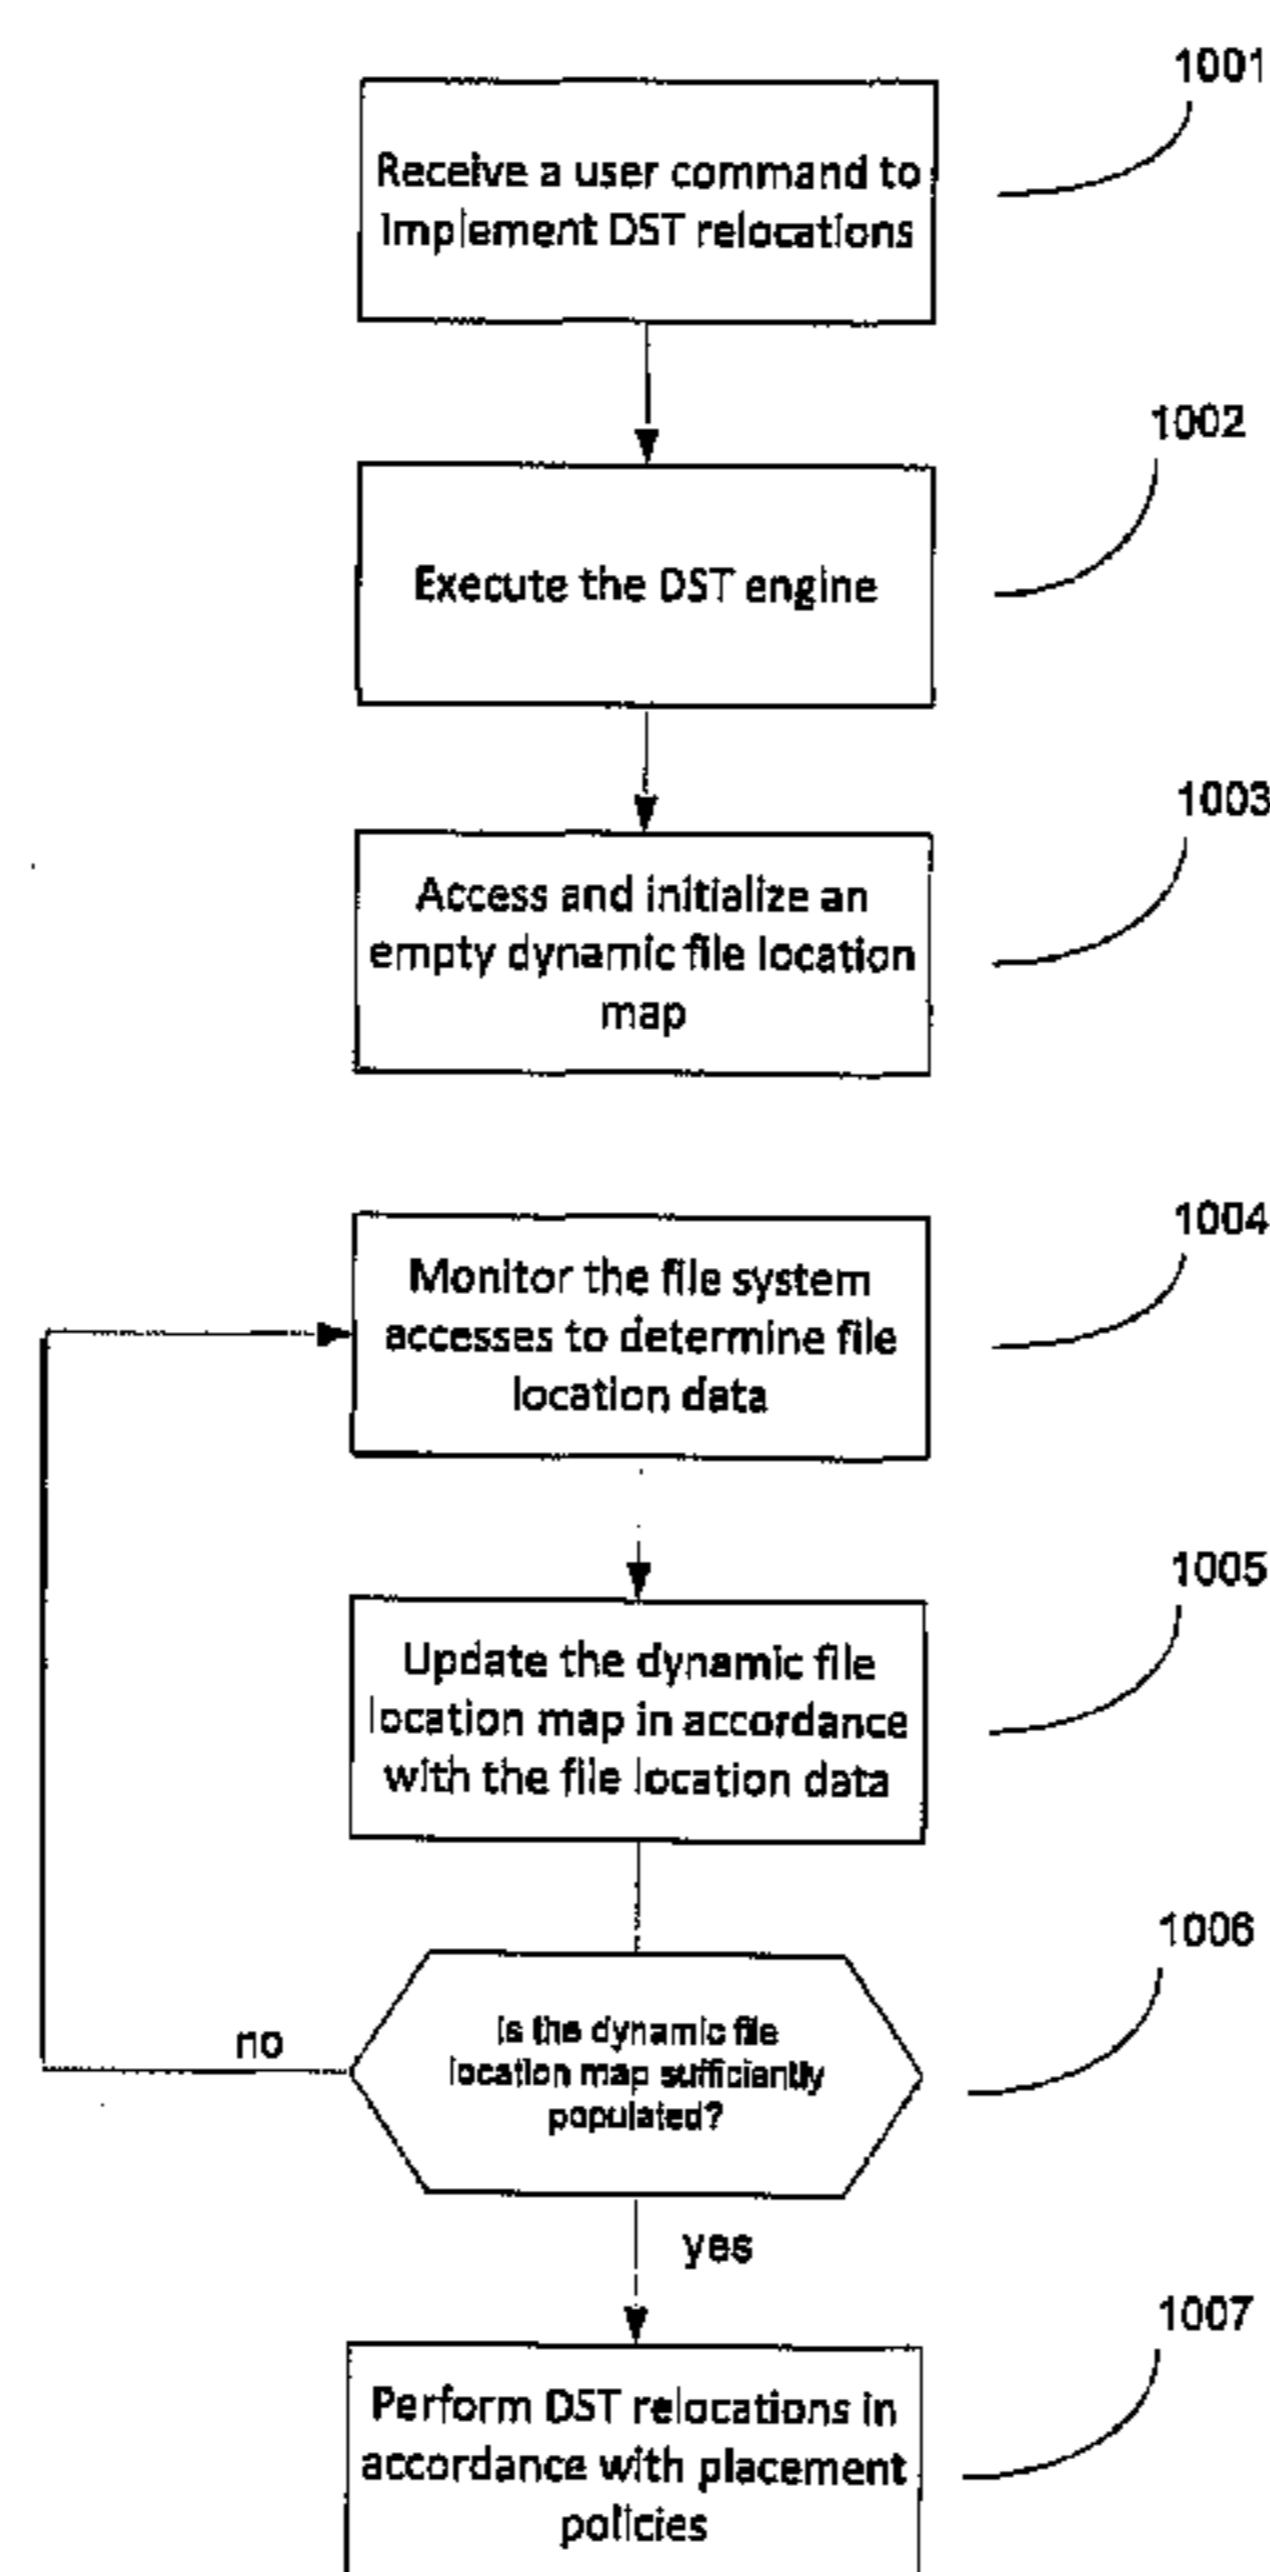 1001
Receive a user command to
implement DST relocations
1002
Execute the DST engine
1003
Access and initialize an
empty dynamic file location
map
1004
Monitor the file system
accesses to determine file
location data
1005
Update the dynamic file
location map in accordance
with the file location data
1006
Is the dynamic file
location map sufficiently
populated?
no
yes
1007
Perform DST relocations in
accordance with placement
policies